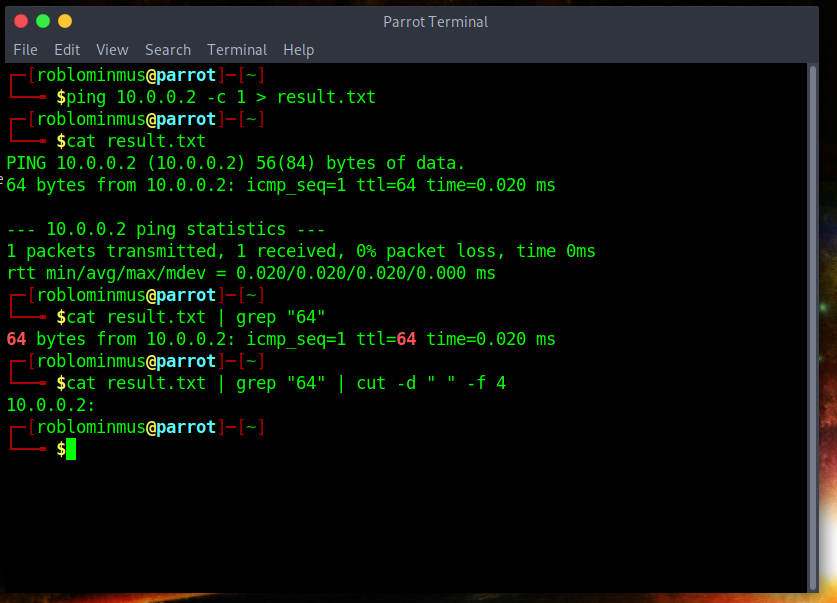 Parrot Terminal
File Edit View Search Terminal Help
┌─[roblominmus@parrot]─[~]
└──╼ $ping 10.0.0.2 -c 1 > result.txt
┌─[roblominmus@parrot]─[~]
└──╼ $cat result.txt
PING 10.0.0.2 (10.0.0.2) 56(84) bytes of data.
64 bytes from 10.0.0.2: icmp_seq=1 ttl=64 time=0.020 ms

--- 10.0.0.2 ping statistics ---
1 packets transmitted, 1 received, 0% packet loss, time 0ms
rtt min/avg/max/mdev = 0.020/0.020/0.020/0.000 ms
┌─[roblominmus@parrot]─[~]
└──╼ $cat result.txt | grep "64"
64 bytes from 10.0.0.2: icmp_seq=1 ttl=64 time=0.020 ms
┌─[roblominmus@parrot]─[~]
└──╼ $cat result.txt | grep "64" | cut -d " " -f 4
10.0.0.2:
┌─[roblominmus@parrot]─[~]
└──╼ $